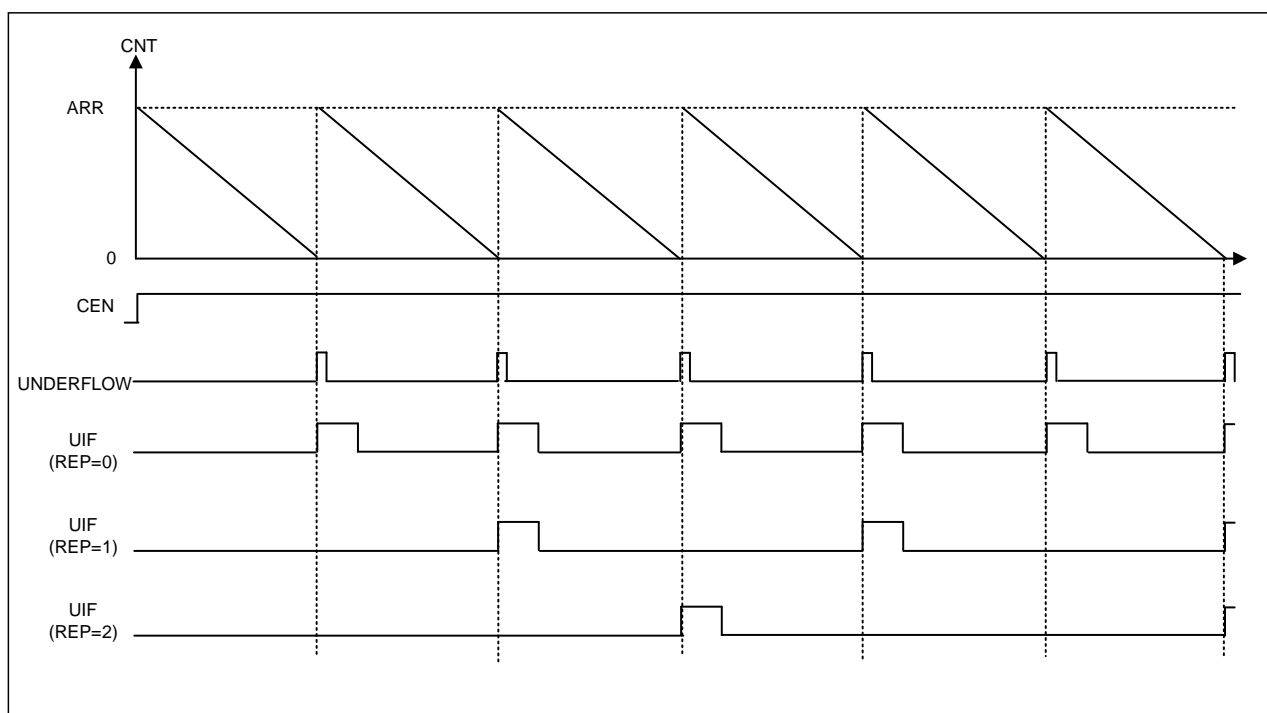 CNT
ARR
0
CEN
UNDERFLOW
UIF
(REP=0)
UIF
(REP=1)
UIF
(REP=2)